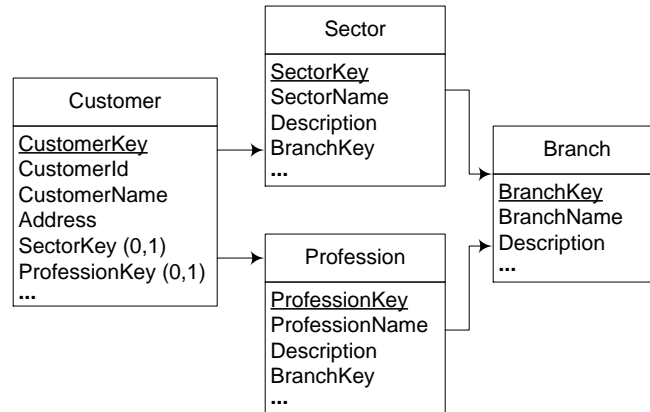 Customer
CustomerKey
CustomerId
CustomerName
Address
SectorKey (0,1)
ProfessionKey (0,1)
...
Sector
SectorKey
SectorName
Description
BranchKey
...
Profession
ProfessionKey
ProfessionName
Description
BranchKey
...
Branch
BranchKey
BranchName
Description
...